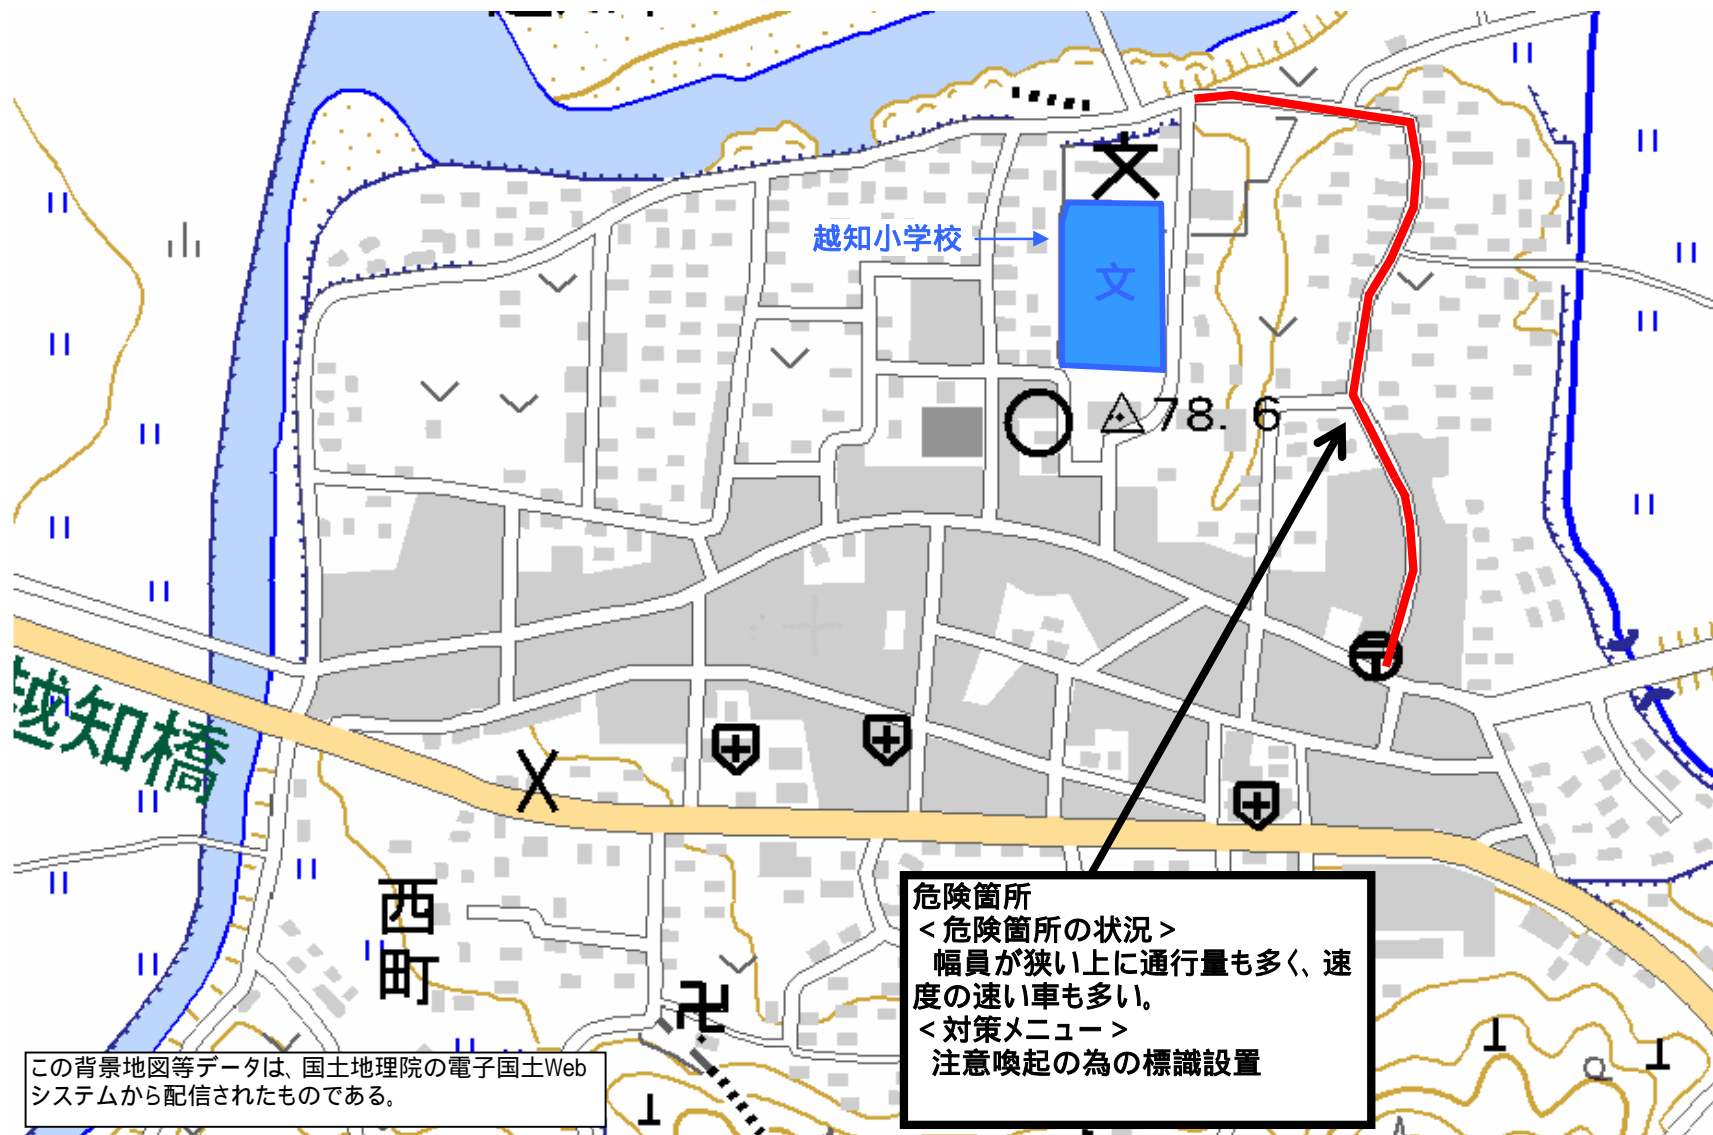 越知小学校
文
文
78.6
越知橋
西町
危険箇所
<危険箇所の状況>
幅員が狭い上に通行量も多く、速
度の速い車も多い。
<対策メニュー>
注意喚起の為の標識設置
この背景地図等データは、国土地理院の電子国土Web
システムから配信されたものである。